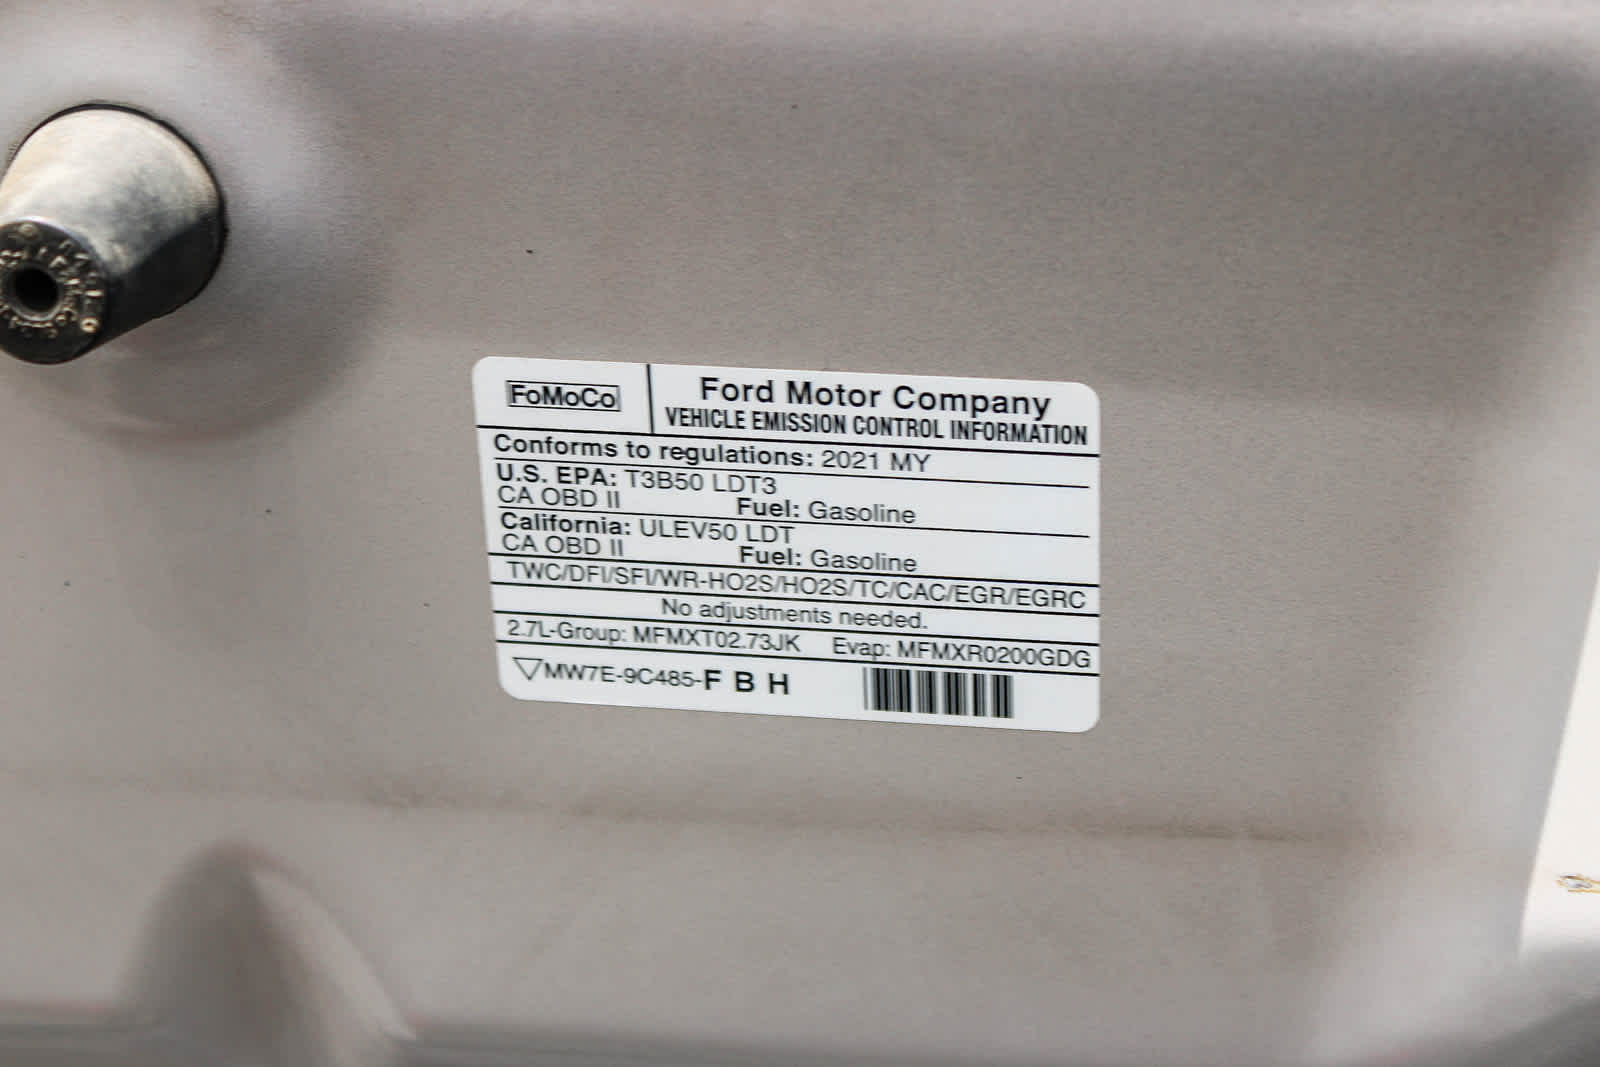 FoMoCo
Ford Motor Company
VEHICLE EMISSION CONTROL INFORMATION
Conforms to regulations: 2021 MY
U.S. EPA: T3B50 LDT3
CA OBD II Fuel: Gasoline
California: ULEV50 LDT
CA OBD II Fuel: Gasoline
TWC/DFI/SFI/WR-HO2S/HO2S/TC/CAC/EGR/EGRC
No adjustments needed.
2.7L-Group: MFMXT02.73JK Evap: MFMXR0200GDG
MW7E-9C485-F B H